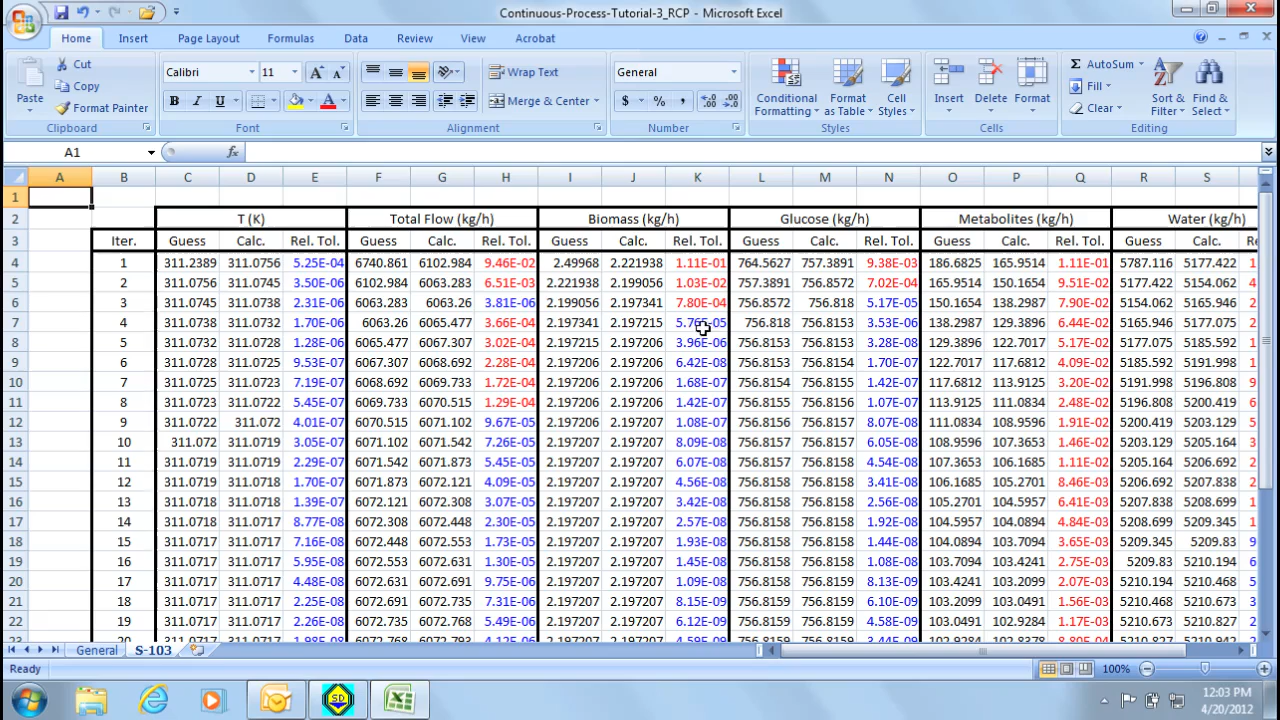 Continuous-Process-Tutorial-3_RCP - Microsoft Excel
Home Insert Page Layout Formulas Data Review View Acrobat
Cut
Copy
Format Painter
Paste
Clipboard
Calibri 11
B I U
Font
Wrap Text
Merge & Center
Alignment
General
$ % ,
Number
Conditional Formatting
Format as Table
Cell Styles
Styles
Insert Delete Format
Cells
AutoSum
Fill
Clear
Sort & Filter
Find & Select
Editing
A1 fx
A B C D E F G H I J K L M N O P Q R S
1
2 T (K) Total Flow (kg/h) Biomass (kg/h) Glucose (kg/h) Metabolites (kg/h) Water (kg/h)
3 Iter. Guess Calc. Rel. Tol. Guess Calc. Rel. Tol. Guess Calc. Rel. Tol. Guess Calc. Rel. Tol. Guess Calc. Rel. Tol. Guess Calc. Re
4 1 311.2389 311.0756 5.25E-04 6740.861 6102.984 9.46E-02 2.49968 2.221938 1.11E-01 764.5627 757.3891 9.38E-03 186.6825 165.9514 1.11E-01 5787.116 5177.422 1
5 2 311.0756 311.0745 3.50E-06 6102.984 6063.283 6.51E-03 2.221938 2.199056 1.03E-02 757.3891 756.8572 7.02E-04 165.9514 150.1654 9.51E-02 5177.422 5154.062 4
6 3 311.0745 311.0738 2.31E-06 6063.283 6063.26 3.81E-06 2.199056 2.197341 7.80E-04 756.8572 756.818 5.17E-05 150.1654 138.2987 7.90E-02 5154.062 5165.946 2
7 4 311.0738 311.0732 1.70E-06 6063.26 6065.477 3.66E-04 2.197341 2.197215 5.76E-05 756.818 756.8153 3.53E-06 138.2987 129.3896 6.44E-02 5165.946 5177.075 2
8 5 311.0732 311.0728 1.28E-06 6065.477 6067.307 3.02E-04 2.197215 2.197206 3.96E-06 756.8153 756.8153 3.28E-08 129.3896 122.7017 5.17E-02 5177.075 5185.592 1
9 6 311.0728 311.0725 9.53E-07 6067.307 6068.692 2.28E-04 2.197206 2.197206 6.42E-08 756.8153 756.8154 1.70E-07 122.7017 117.6812 4.09E-02 5185.592 5191.998 1
10 7 311.0725 311.0723 7.19E-07 6068.692 6069.733 1.72E-04 2.197206 2.197206 1.68E-07 756.8154 756.8155 1.42E-07 117.6812 113.9125 3.20E-02 5191.998 5196.808 9
11 8 311.0723 311.0722 5.45E-07 6069.733 6070.515 1.29E-04 2.197206 2.197206 1.42E-07 756.8155 756.8156 1.07E-07 113.9125 111.0834 2.48E-02 5196.808 5200.419 6
12 9 311.0722 311.072 4.01E-07 6070.515 6071.102 9.67E-05 2.197206 2.197207 1.08E-07 756.8156 756.8156 8.07E-08 111.0834 108.9596 1.91E-02 5200.419 5203.129 5
13 10 311.072 311.0719 3.05E-07 6071.102 6071.542 7.26E-05 2.197207 2.197207 8.09E-08 756.8156 756.8157 6.05E-08 108.9596 107.3653 1.46E-02 5203.129 5205.164 3
14 11 311.0719 311.0719 2.29E-07 6071.542 6071.873 5.45E-05 2.197207 2.197207 6.07E-08 756.8157 756.8158 4.54E-08 107.3653 106.1685 1.11E-02 5205.164 5206.692 2
15 12 311.0719 311.0718 1.70E-07 6071.873 6072.121 4.09E-05 2.197207 2.197207 4.56E-08 756.8158 756.8158 3.41E-08 106.1685 105.2701 8.46E-03 5206.692 5207.838 2
16 13 311.0718 311.0718 1.39E-07 6072.121 6072.308 3.07E-05 2.197207 2.197207 3.42E-08 756.8158 756.8158 2.56E-08 105.2701 104.5957 6.41E-03 5207.838 5208.699 1
17 14 311.0718 311.0717 8.77E-08 6072.308 6072.448 2.30E-05 2.197207 2.197207 2.57E-08 756.8158 756.8158 1.92E-08 104.5957 104.0894 4.84E-03 5208.699 5209.345 1
18 15 311.0717 311.0717 7.16E-08 6072.448 6072.553 1.73E-05 2.197207 2.197207 1.93E-08 756.8158 756.8158 1.44E-08 104.0894 103.7094 3.65E-03 5209.345 5209.83 9
19 16 311.0717 311.0717 5.95E-08 6072.553 6072.631 1.30E-05 2.197207 2.197207 1.45E-08 756.8158 756.8158 1.08E-08 103.7094 103.4241 2.75E-03 5209.83 5210.194 6
20 17 311.0717 311.0717 4.48E-08 6072.631 6072.691 9.75E-06 2.197207 2.197207 1.09E-08 756.8158 756.8159 8.13E-09 103.4241 103.2099 2.07E-03 5210.194 5210.468 5
21 18 311.0717 311.0717 2.25E-08 6072.691 6072.735 7.31E-06 2.197207 2.197207 8.15E-09 756.8159 756.8159 6.10E-09 103.2099 103.0491 1.56E-03 5210.468 5210.673 3
22 19 311.0717 311.0717 2.26E-08 6072.735 6072.768 5.49E-06 2.197207 2.197207 6.12E-09 756.8159 756.8159 4.58E-09 103.0491 102.9284 1.17E-03 5210.673 5210.827 2
General S-103
Ready 100%
12:03 PM
4/20/2012